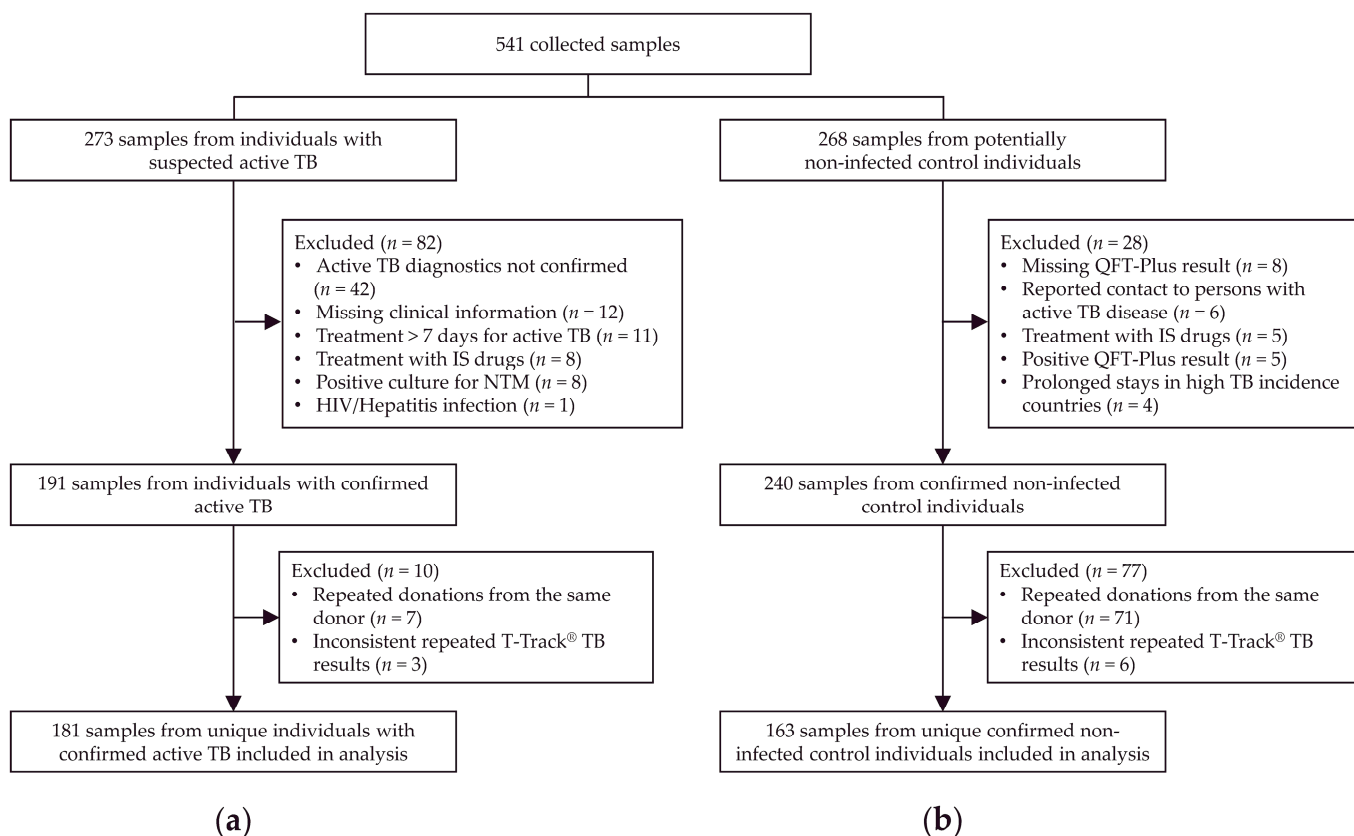 541 collected samples
273 samples from individuals with
suspected active TB
Excluded (n = 82)
• Active TB diagnostics not confirmed
(n = 42)
• Missing clinical information (n − 12)
• Treatment > 7 days for active TB (n = 11)
• Treatment with IS drugs (n = 8)
• Positive culture for NTM (n = 8)
• HIV/Hepatitis infection (n = 1)
191 samples from individuals with confirmed
active TB
Excluded (n = 10)
• Repeated donations from the same
donor (n = 7)
• Inconsistent repeated T-Track® TB
results (n = 3)
181 samples from unique individuals with
confirmed active TB included in analysis
(a)
268 samples from potentially
non-infected control individuals
Excluded (n = 28)
• Missing QFT-Plus result (n = 8)
• Reported contact to persons with
active TB disease (n − 6)
• Treatment with IS drugs (n = 5)
• Positive QFT-Plus result (n = 5)
• Prolonged stays in high TB incidence
countries (n = 4)
240 samples from confirmed non-infected
control individuals
Excluded (n = 77)
• Repeated donations from the same
donor (n = 71)
• Inconsistent repeated T-Track® TB
results (n = 6)
163 samples from unique confirmed non-
infected control individuals included in analysis
(b)